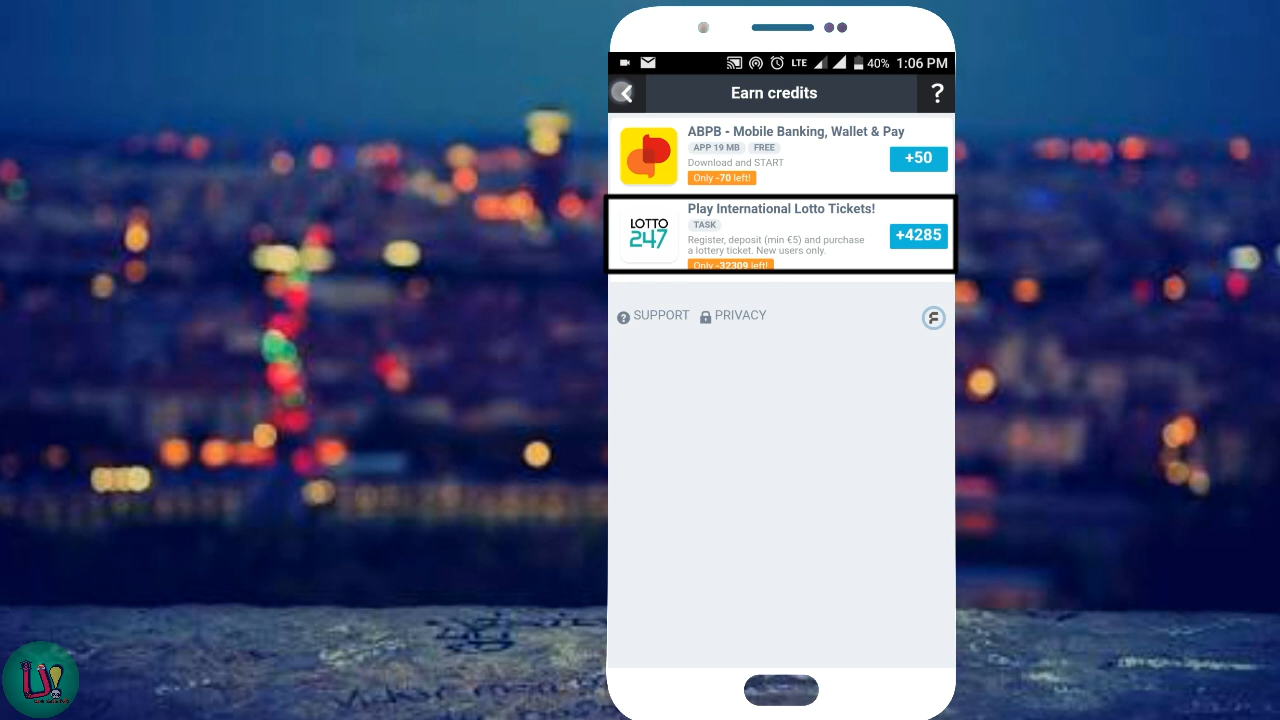 LTE 40% 1:06 PM
Earn credits ?
ABPB - Mobile Banking, Wallet & Pay
APP 19 MB FREE
Download and START
Only -70 left!
+50
LOTTO
247
Play International Lotto Tickets!
TASK
Register, deposit (min €5) and purchase
a lottery ticket. New users only.
Only -32309 left!
+4285
SUPPORT PRIVACY